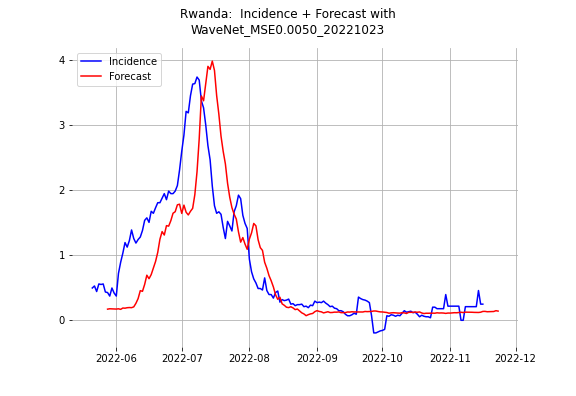 Rwanda:  Incidence + Forecast with
WaveNet_MSE0.0050_20221023
Incidence
Forecast
4
3
2
1
0
2022-06 2022-07 2022-08 2022-09 2022-10 2022-11 2022-12